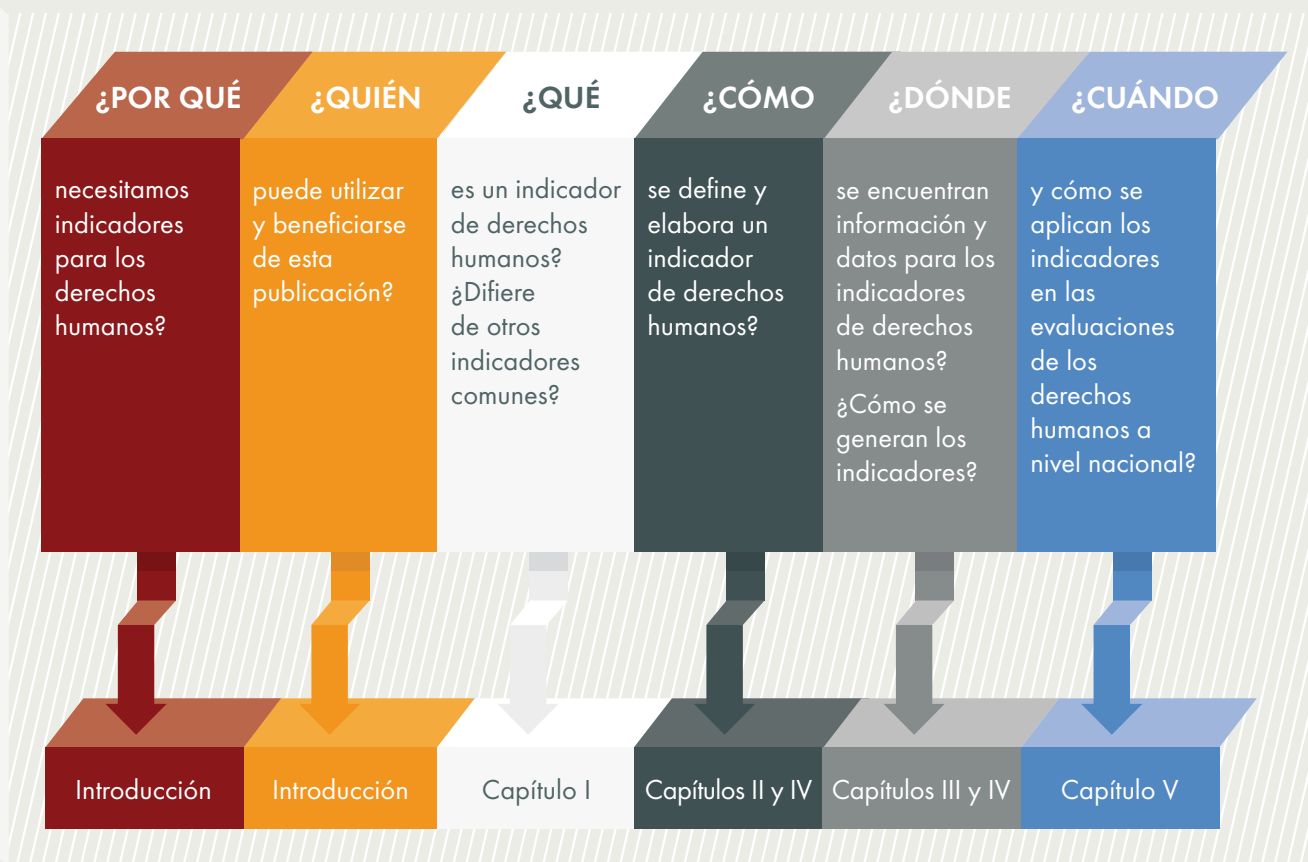 ¿POR QUÉ
necesitamos
indicadores
para los
derechos
humanos?
¿QUIÉN
puede utilizar
y beneficiarse
de esta
publicación?
¿QUÉ
es un indicador
de derechos
humanos?
¿Difiere
de otros
indicadores
comunes?
¿CÓMO
se define y
elabora un
indicador
de derechos
humanos?
¿DÓNDE
se encuentran
información y
datos para los
indicadores
de derechos
humanos?
¿Cómo se
generan los
indicadores?
¿CUÁNDO
y cómo se
aplican los
indicadores
en las
evaluaciones
de los
derechos
humanos a
nivel nacional?
Introducción
Introducción
Capítulo I
Capítulos II y IV
Capítulos III y IV
Capítulo V